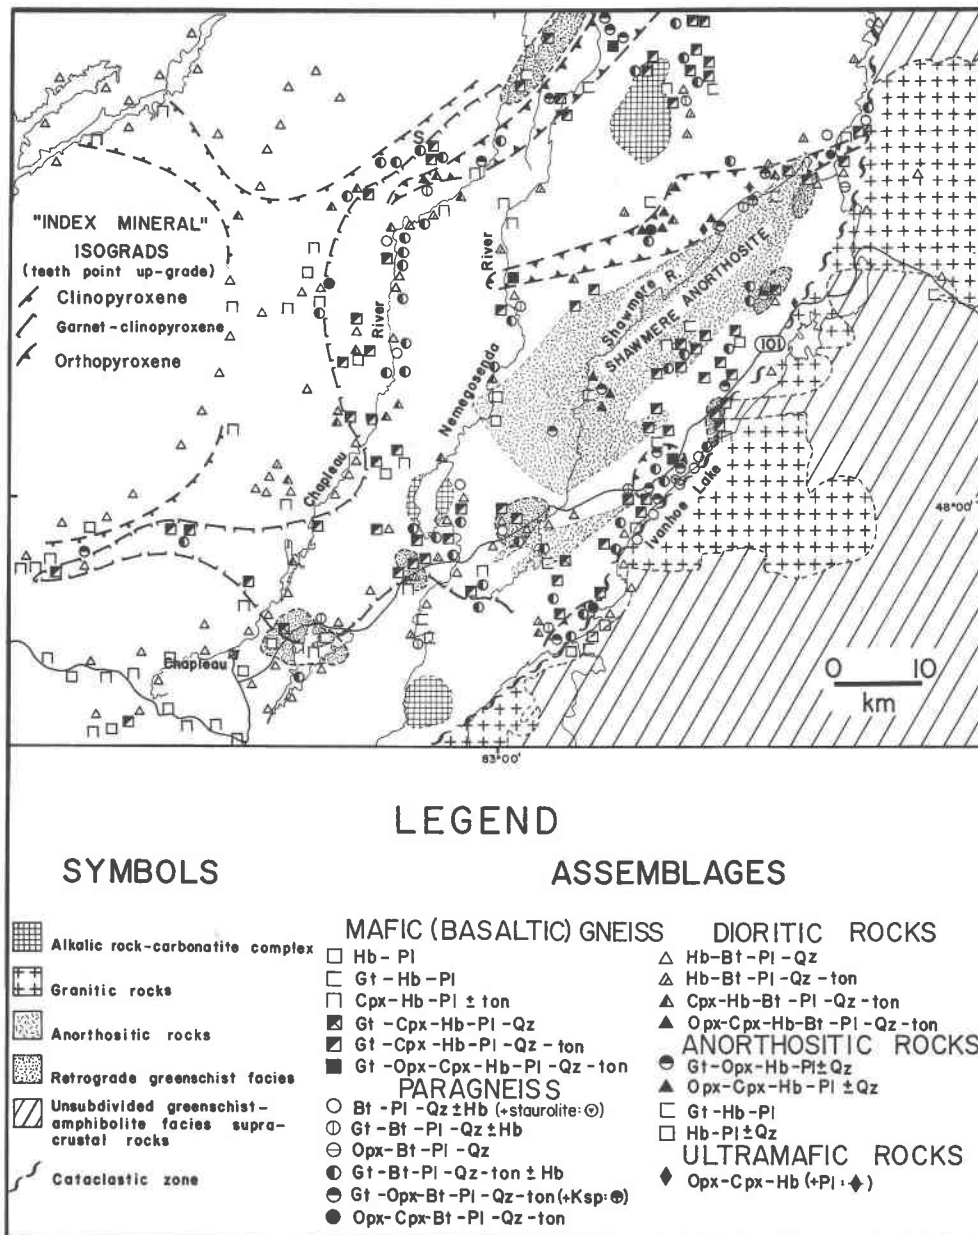 S
"INDEX MINERAL"
ISOGRADS
(teeth point up-grade)
Clinopyroxene
Garnet-clinopyroxene
Orthopyroxene
River
River
Nemegosenda
Chapleau
Shawmere R.
SHAWMERE ANORTHOSITE
101
Ivanhoe Lake
48°00'
Chapleau
0 10
km
83°00'
LEGEND
SYMBOLS
Alkalic rock-carbonatite complex
Granitic rocks
Anorthositic rocks
Retrograde greenschist facies
Unsubdivided greenschist-
amphibolite facies supra-
crustal rocks
Cataclastic zone
ASSEMBLAGES
MAFIC (BASALTIC) GNEISS
Hb-Pl
Gt-Hb-Pl
Cpx-Hb-Pl ± ton
Gt-Cpx-Hb-Pl-Qz
Gt-Cpx-Hb-Pl-Qz-ton
Gt-Opx-Cpx-Hb-Pl-Qz-ton
PARAGNEISS
Bt-Pl-Qz±Hb (+staurolite:⊙)
Gt-Bt-Pl-Qz±Hb
Opx-Bt-Pl-Qz
Gt-Bt-Pl-Qz-ton±Hb
Gt-Opx-Bt-Pl-Qz-ton(+Ksp:)
Opx-Cpx-Bt-Pl-Qz-ton
DIORITIC ROCKS
Hb-Bt-Pl-Qz
Hb-Bt-Pl-Qz-ton
Cpx-Hb-Bt-Pl-Qz-ton
Opx-Cpx-Hb-Bt-Pl-Qz-ton
ANORTHOSITIC ROCKS
Gt-Opx-Hb-Pl±Qz
Opx-Cpx-Hb-Pl±Qz
Gt-Hb-Pl
Hb-Pl±Qz
ULTRAMAFIC ROCKS
Opx-Cpx-Hb (+Pl:)